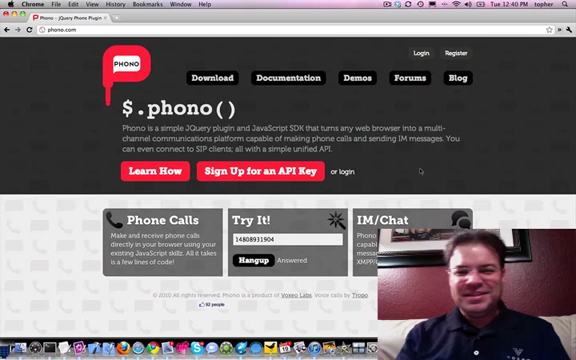 Chrome File Edit View History Bookmarks Window Help
Tue 12:40 PM topher
Phono – jQuery Phone Plugin
phono.com
Login Register
PHONO
Download Documentation Demos Forums Blog
$.phono()
Phono is a simple JQuery plugin and JavaScript SDK that turns any web browser into a multi-
channel communications platform capable of making phone calls and sending IM messages.
You can even connect to SIP clients; all with a simple unified API.
Learn How Sign Up for an API Key or login
Phone Calls
Make and receive phone calls
directly in your browser using your
existing JavaScript skillz. All it takes
is a few lines of code!
Try It!
14808931904
Hangup Answered
IM/Chat
Phono
capab
XMPP/
© 2010 All rights reserved. Phono is a product of Voxeo Labs. Voice calls by Tropo.
92 people